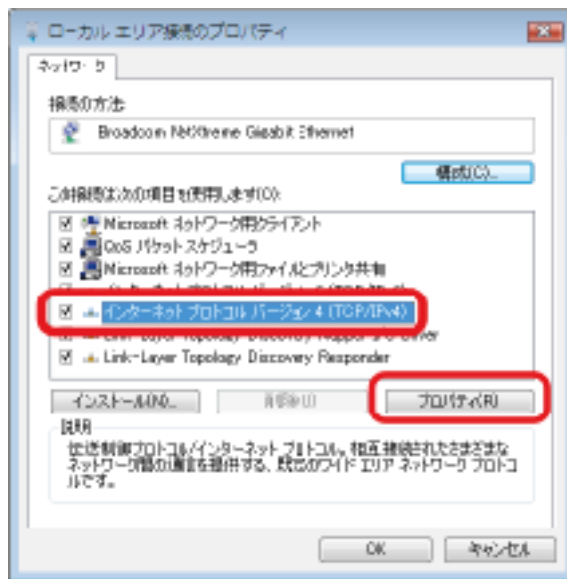 ローカル エリア接続のプロパティ
ネットワーク
接続の方法:
Broadcom NetXtreme Gigabit Ethernet
構成(C)...
この接続は次の項目を使用します(O):
Microsoft ネットワーク用クライアント
QoS パケット スケジューラ
Microsoft ネットワーク用ファイルとプリンタ共有
インターネット プロトコル バージョン 4 (TCP/IPv4)
Link-Layer Topology Discovery Mapper I/O Driver
Link-Layer Topology Discovery Responder
インストール(N)...
削除(U)
プロパティ(R)
説明
伝送制御プロトコル/インターネット プロトコル。相互接続されたさまざまな
ネットワーク間の通信を提供する、既定のワイド エリア ネットワーク プロトコ
ルです。
OK
キャンセル